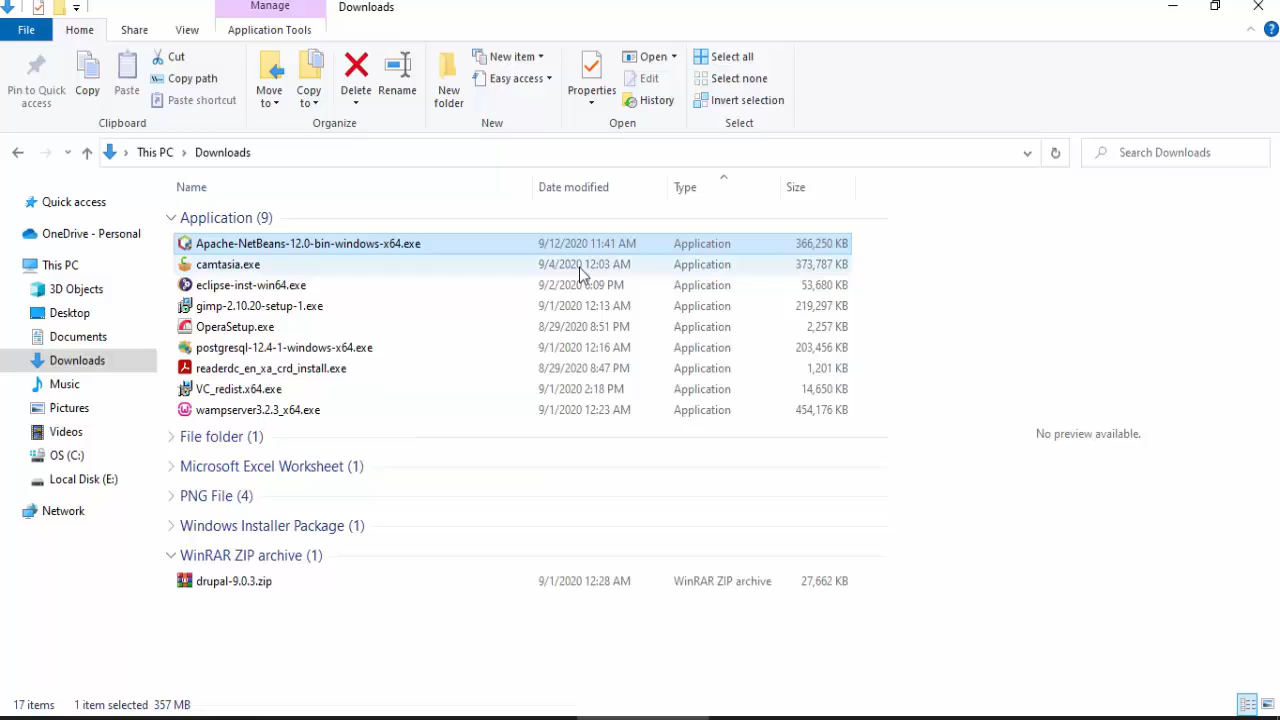 Manage Downloads
File Home Share View Application Tools
Pin to Quick access
Copy
Paste
Cut
Copy path
Paste shortcut
Clipboard
Move to
Copy to
Delete
Rename
Organize
New folder
New item
Easy access
New
Properties
Open
Edit
History
Open
Select all
Select none
Invert selection
Select
This PC Downloads
Search Downloads
Quick access
OneDrive - Personal
This PC
3D Objects
Desktop
Documents
Downloads
Music
Pictures
Videos
OS (C:)
Local Disk (E:)
Network
Name Date modified Type Size
Application (9)
Apache-NetBeans-12.0-bin-windows-x64.exe 9/12/2020 11:41 AM Application 366,250 KB
camtasia.exe 9/4/2020 12:03 AM Application 373,787 KB
eclipse-inst-win64.exe 9/2/2020 PM Application 53,680 KB
gimp-2.10.20-setup-1.exe 9/1/2020 12:13 AM Application 219,297 KB
OperaSetup.exe 8/29/2020 8:51 PM Application 2,257 KB
postgresql-12.4-1-windows-x64.exe 9/1/2020 12:16 AM Application 203,456 KB
readerdc_en_xa_crd_install.exe 8/29/2020 8:47 PM Application 1,201 KB
VC_redist.x64.exe 9/1/2020 2:18 PM Application 14,650 KB
wampserver3.2.3_x64.exe 9/1/2020 12:23 AM Application 454,176 KB
File folder (1)
Microsoft Excel Worksheet (1)
PNG File (4)
Windows Installer Package (1)
WinRAR ZIP archive (1)
drupal-9.0.3.zip 9/1/2020 12:28 AM WinRAR ZIP archive 27,662 KB
No preview available.
17 items 1 item selected 357 MB